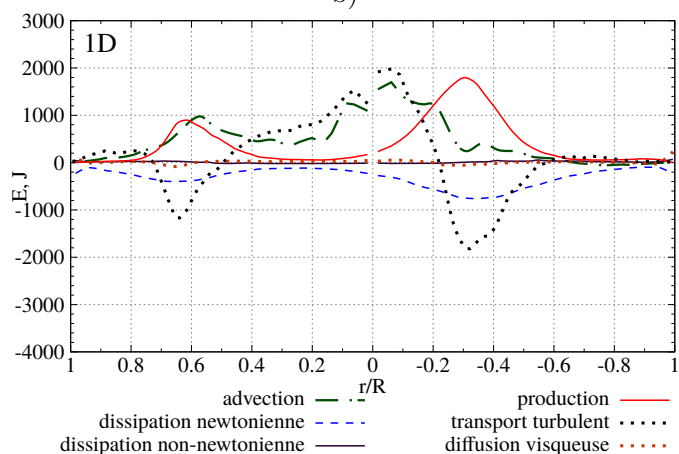 3000
1D
2000
1000
0
-1000
-2000
-3000
-4000
E, J
1 0.8 0.6 0.4 0.2 0 -0.2 -0.4 -0.6 -0.8 1
r/R
advection production
dissipation newtonienne transport turbulent
dissipation non-newtonienne diffusion visqueuse